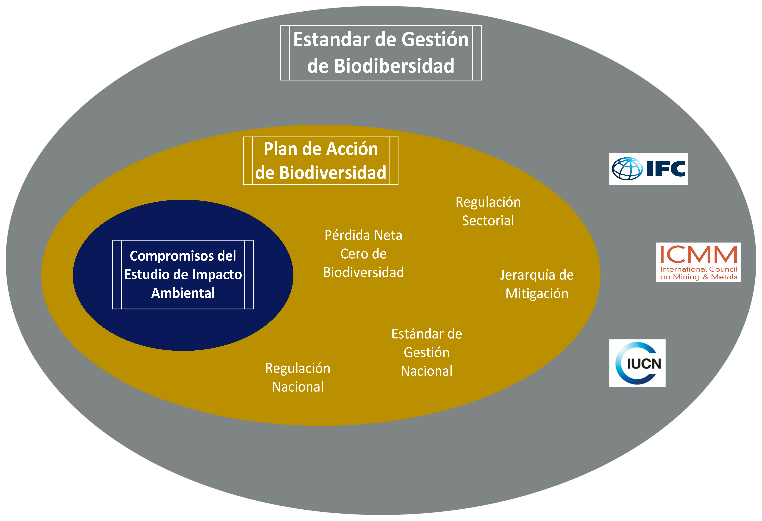 Estandar de Gestión
de Biodibersidad
Plan de Acción
de Biodiversidad
IFC
Regulación
Sectorial
Pérdida Neta
Cero de
Biodiversidad
Compromisos del
Estudio de Impacto
Ambiental
ICMM
International Council
on Mining & Metals
Jerarquía de
Mitigación
Estándar de
Gestión
Nacional
IUCN
Regulación
Nacional